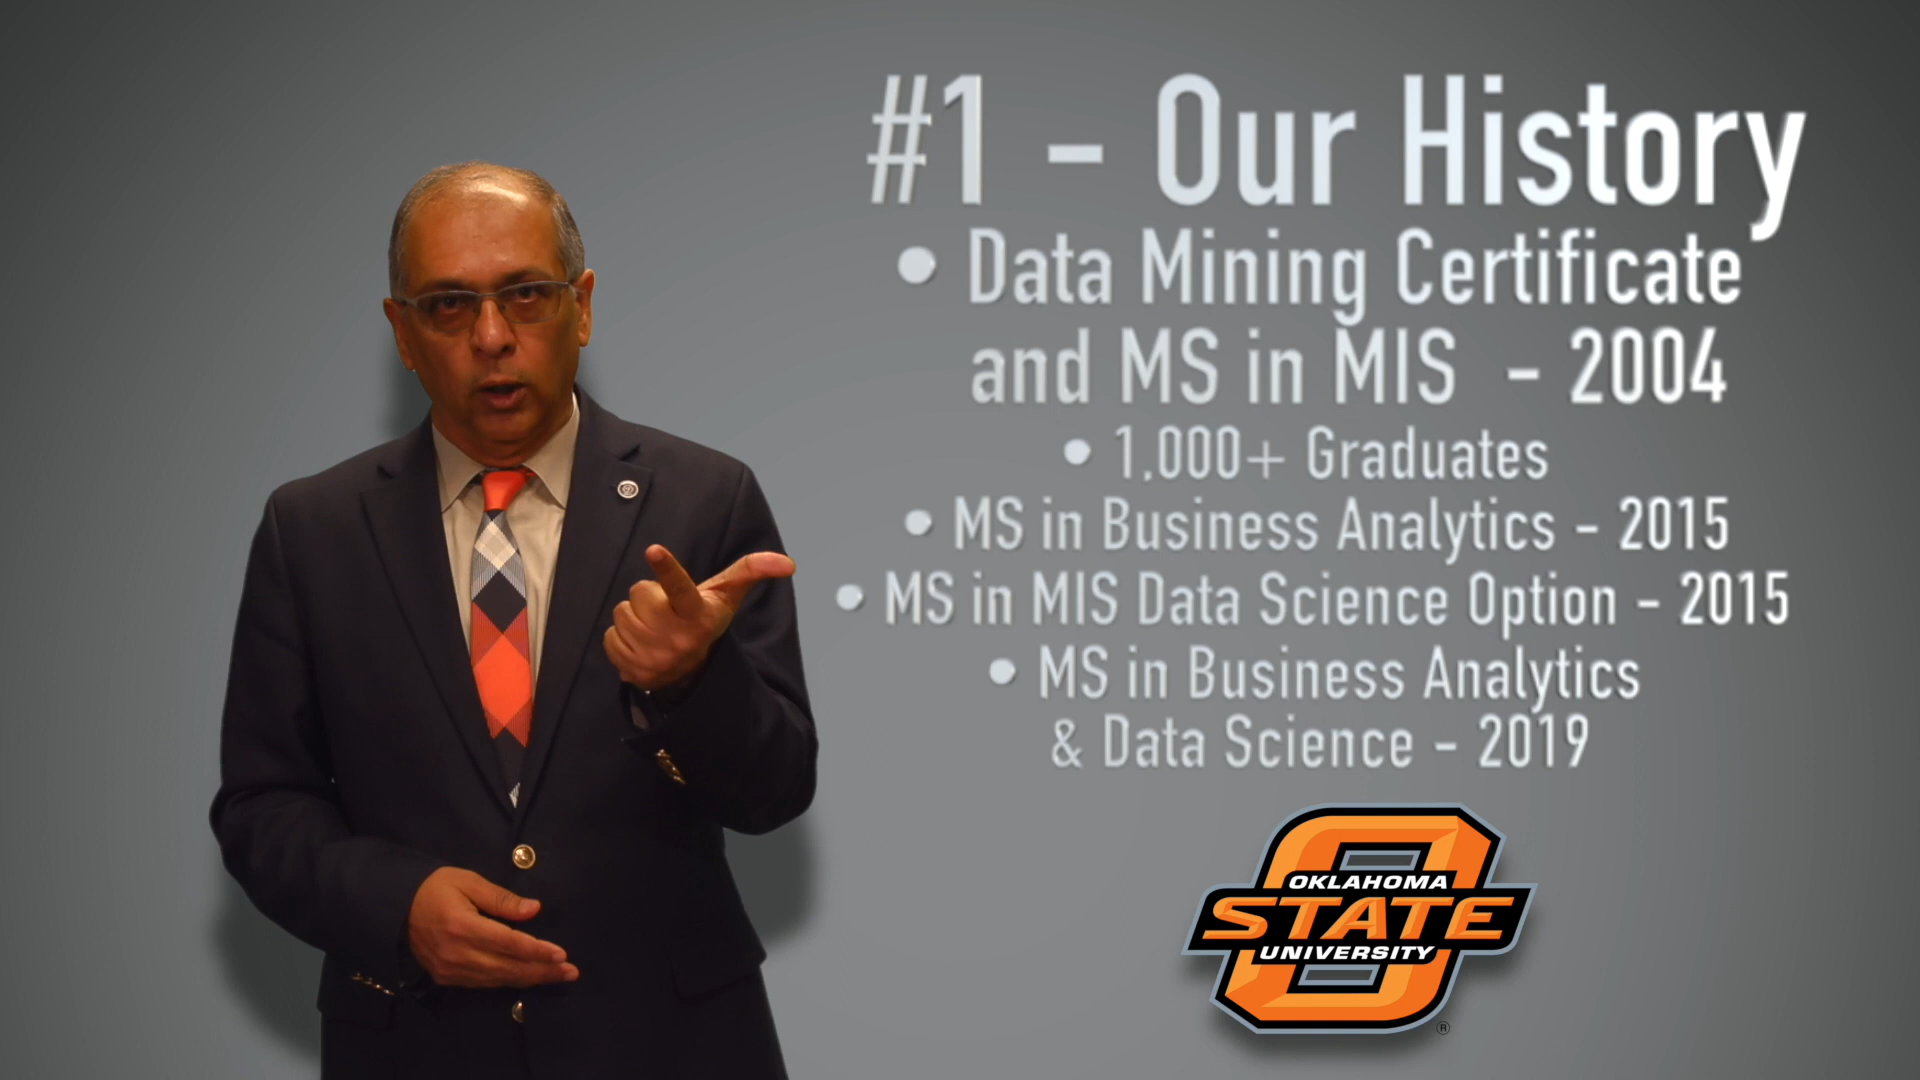 #1 - Our History
• Data Mining Certificate
and MS in MIS - 2004
• 1,000+ Graduates
• MS in Business Analytics - 2015
• MS in MIS Data Science Option - 2015
• MS in Business Analytics
& Data Science - 2019
OKLAHOMA
STATE
UNIVERSITY
®